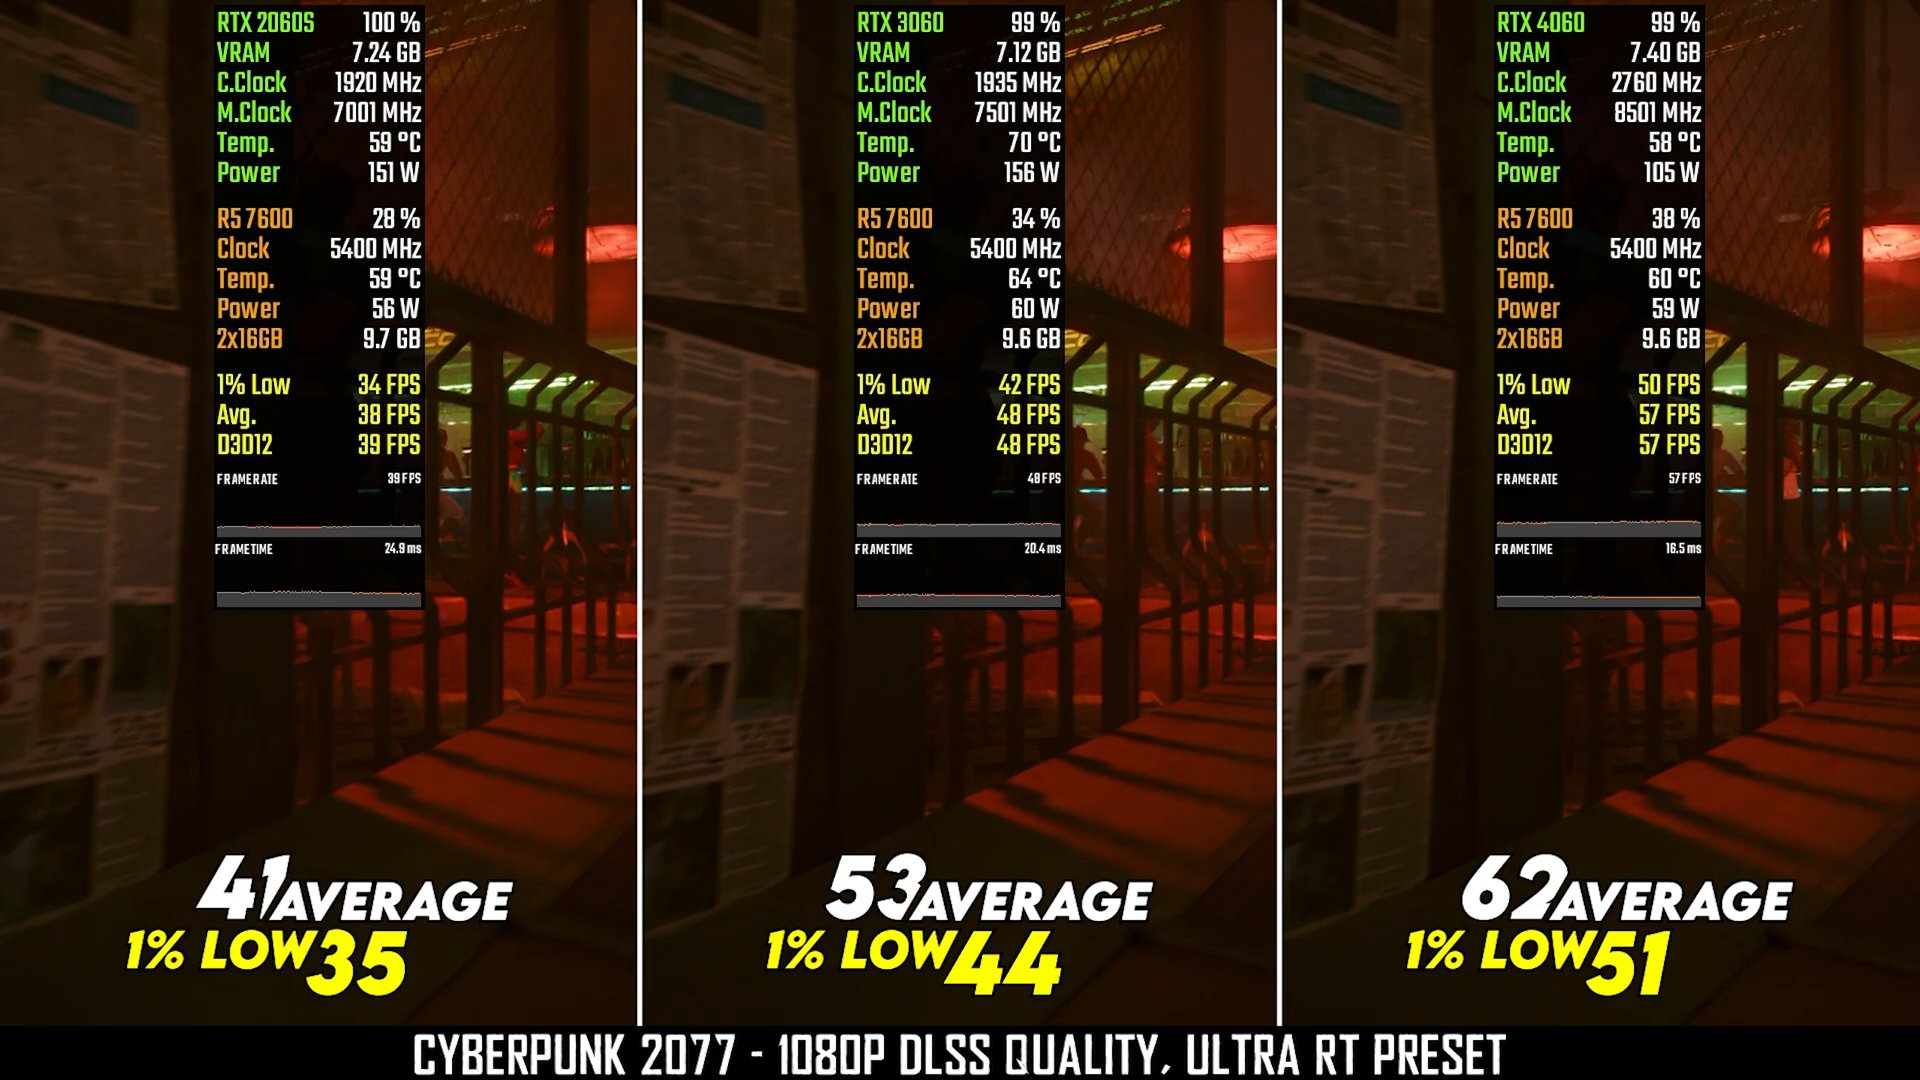 RTX 2060S 100 %
VRAM 7.24 GB
C.Clock 1920 MHz
M.Clock 7001 MHz
Temp. 59 °C
Power 151 W
R5 7600 28 %
Clock 5400 MHz
Temp. 59 °C
Power 56 W
2x16GB 9.7 GB
1% Low 34 FPS
Avg. 38 FPS
D3D12 39 FPS
FRAMERATE 39 FPS
FRAMETIME 24.9 ms
41 AVERAGE
1% LOW 35
RTX 3060 99 %
VRAM 7.12 GB
C.Clock 1935 MHz
M.Clock 7501 MHz
Temp. 70 °C
Power 156 W
R5 7600 34 %
Clock 5400 MHz
Temp. 64 °C
Power 60 W
2x16GB 9.6 GB
1% Low 42 FPS
Avg. 48 FPS
D3D12 48 FPS
FRAMERATE 48 FPS
FRAMETIME 20.4 ms
53 AVERAGE
1% LOW 44
RTX 4060 99 %
VRAM 7.40 GB
C.Clock 2760 MHz
M.Clock 8501 MHz
Temp. 58 °C
Power 105 W
R5 7600 38 %
Clock 5400 MHz
Temp. 60 °C
Power 59 W
2x16GB 9.6 GB
1% Low 50 FPS
Avg. 57 FPS
D3D12 57 FPS
FRAMERATE 57 FPS
FRAMETIME 16.5 ms
62 AVERAGE
1% LOW 51
CYBERPUNK 2077 - 1080P DLSS QUALITY, ULTRA RT PRESET